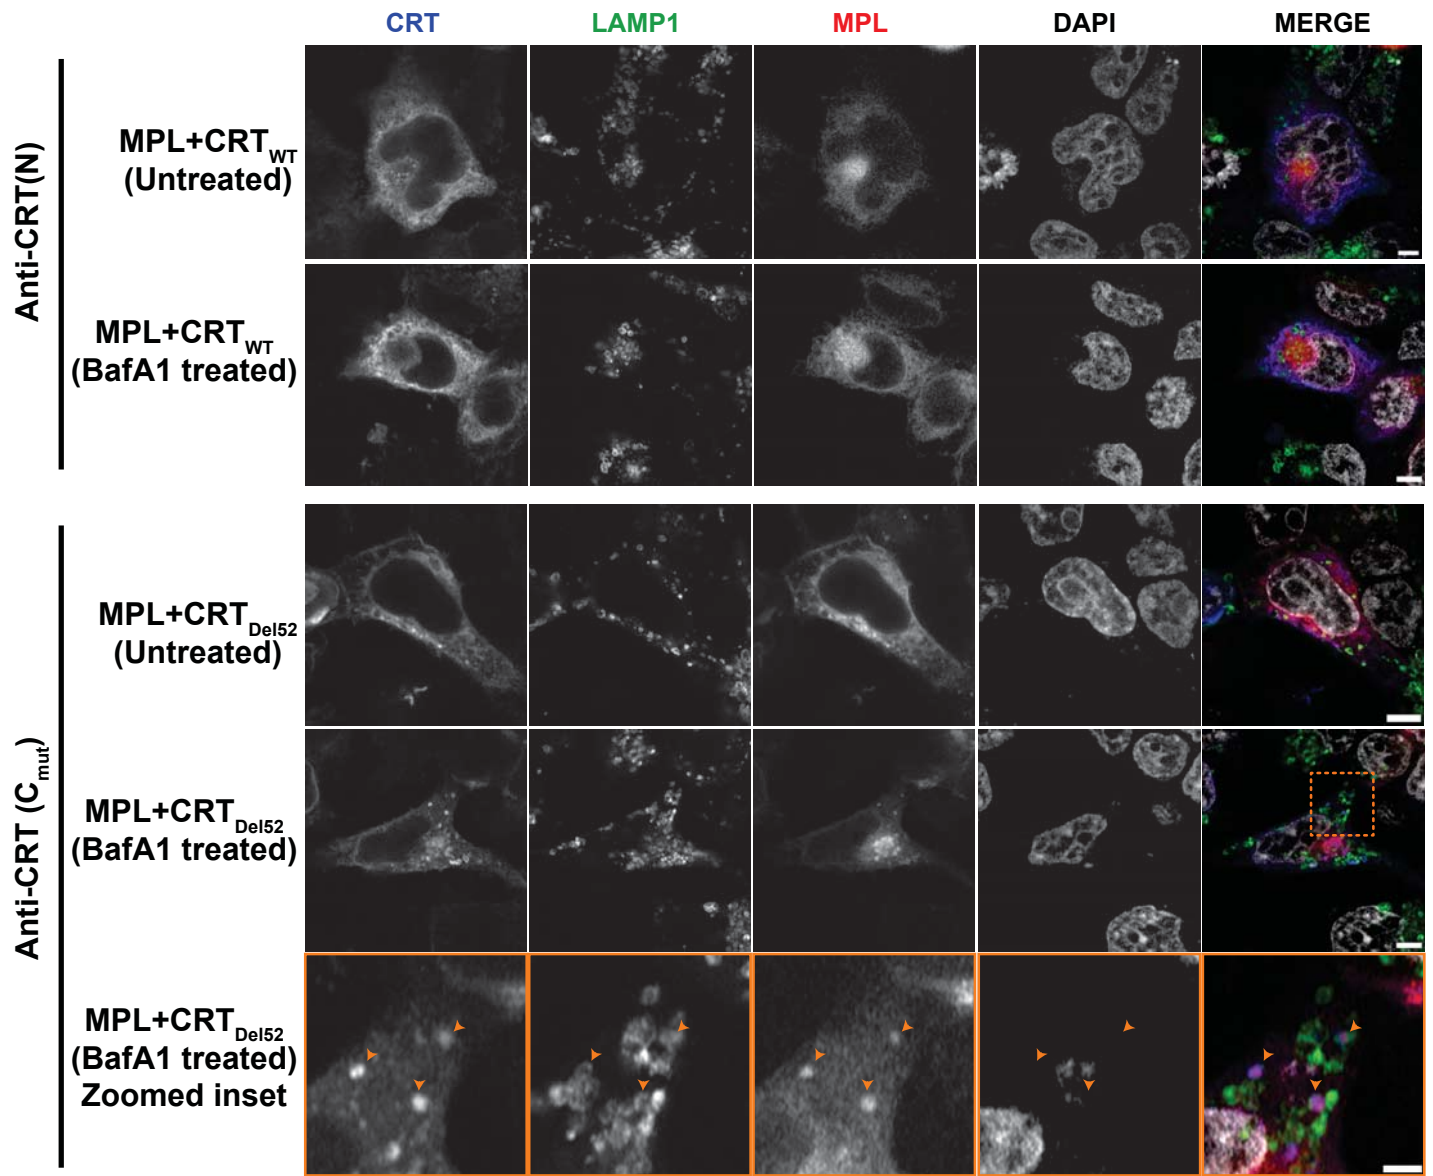 CRT LAMP1 MPL DAPI MERGE
Anti-CRT(N)
MPL+CRTWT
(Untreated)
MPL+CRTWT
(BafA1 treated)
Anti-CRT (Cmut)
MPL+CRTDel52
(Untreated)
MPL+CRTDel52
(BafA1 treated)
MPL+CRTDel52
(BafA1 treated)
Zoomed inset